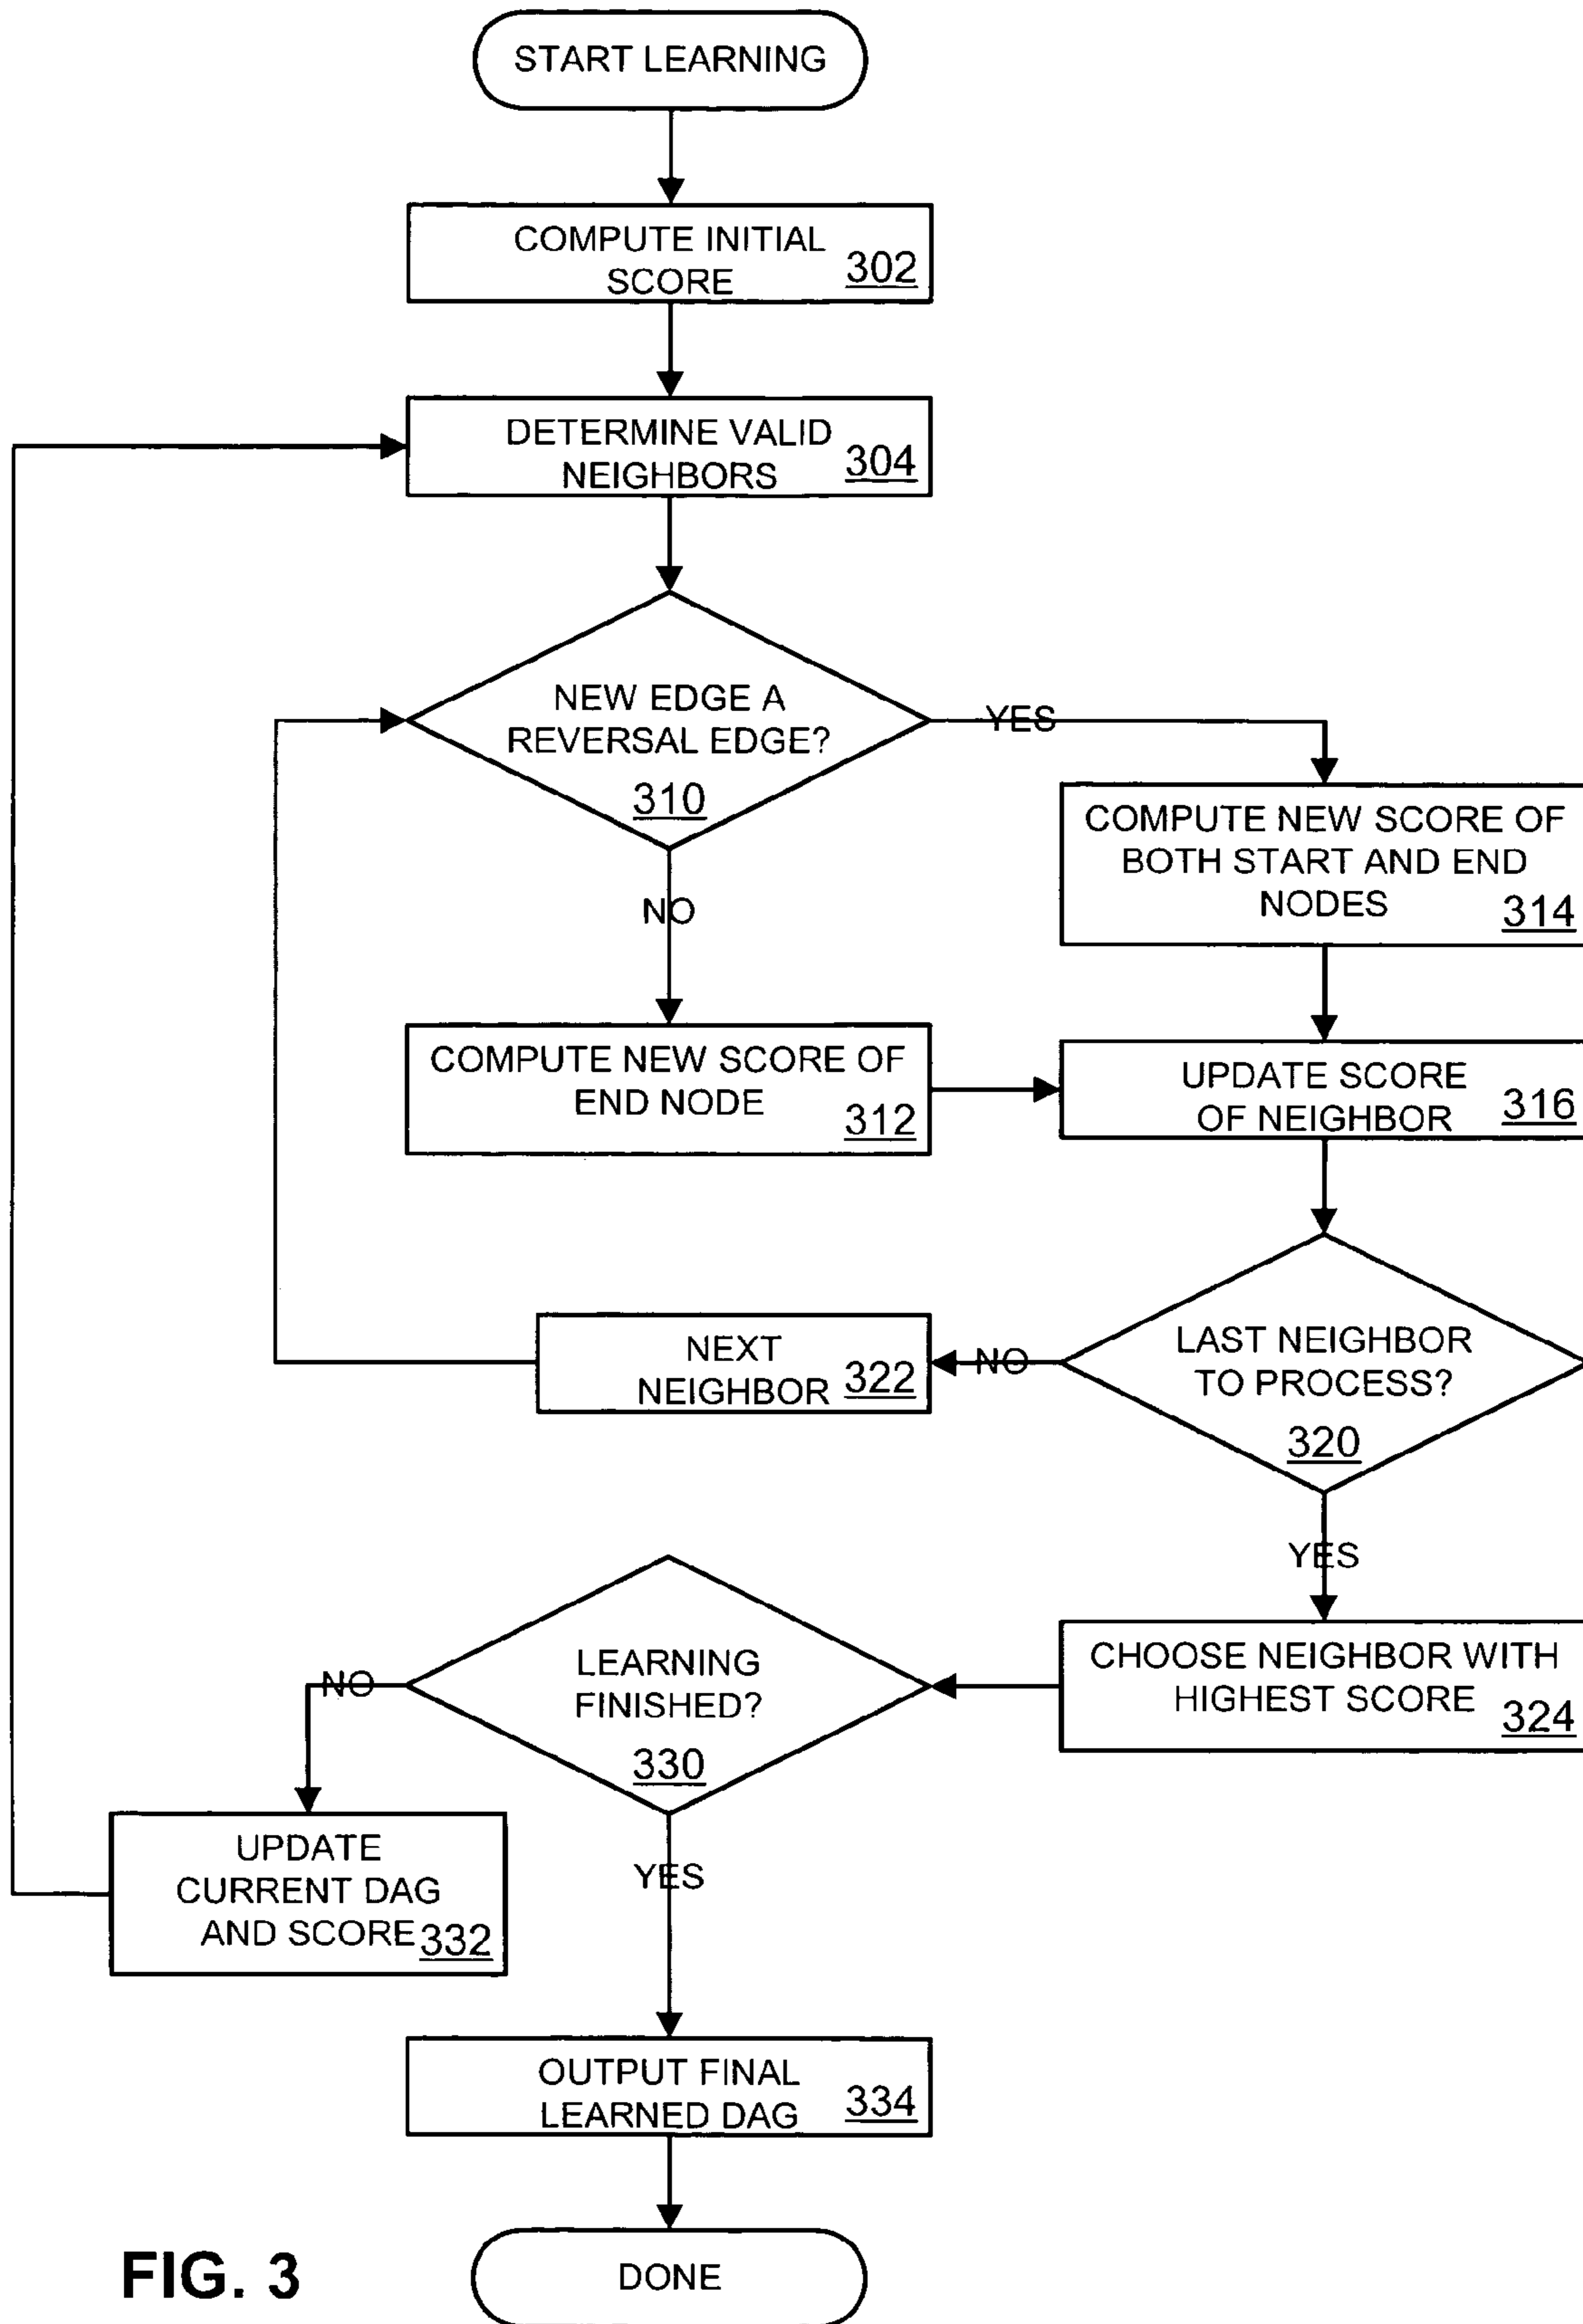 START LEARNING
COMPUTE INITIAL
SCORE 302
DETERMINE VALID
NEIGHBORS 304
NEW EDGE A
REVERSAL EDGE?
310
YES
NO
COMPUTE NEW SCORE OF
BOTH START AND END
NODES 314
COMPUTE NEW SCORE OF
END NODE 312
UPDATE SCORE
OF NEIGHBOR 316
LAST NEIGHBOR
TO PROCESS?
320
NO
NEXT
NEIGHBOR 322
YES
CHOOSE NEIGHBOR WITH
HIGHEST SCORE 324
LEARNING
FINISHED?
330
NO
UPDATE
CURRENT DAG
AND SCORE 332
YES
OUTPUT FINAL
LEARNED DAG 334
DONE
FIG. 3